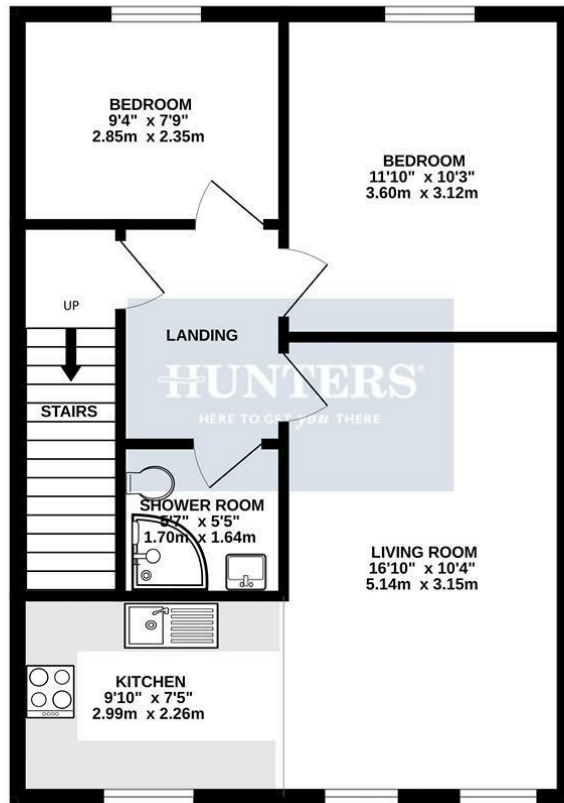 BEDROOM
9'4" x 7'9"
2.85m x 2.35m
BEDROOM
11'10" x 10'3"
3.60m x 3.12m
UP
LANDING
HUNTERS®
HERE TO GET you THERE
STAIRS
SHOWER ROOM
5'7" x 5'5"
1.70m x 1.64m
LIVING ROOM
16'10" x 10'4"
5.14m x 3.15m
KITCHEN
9'10" x 7'5"
2.99m x 2.26m